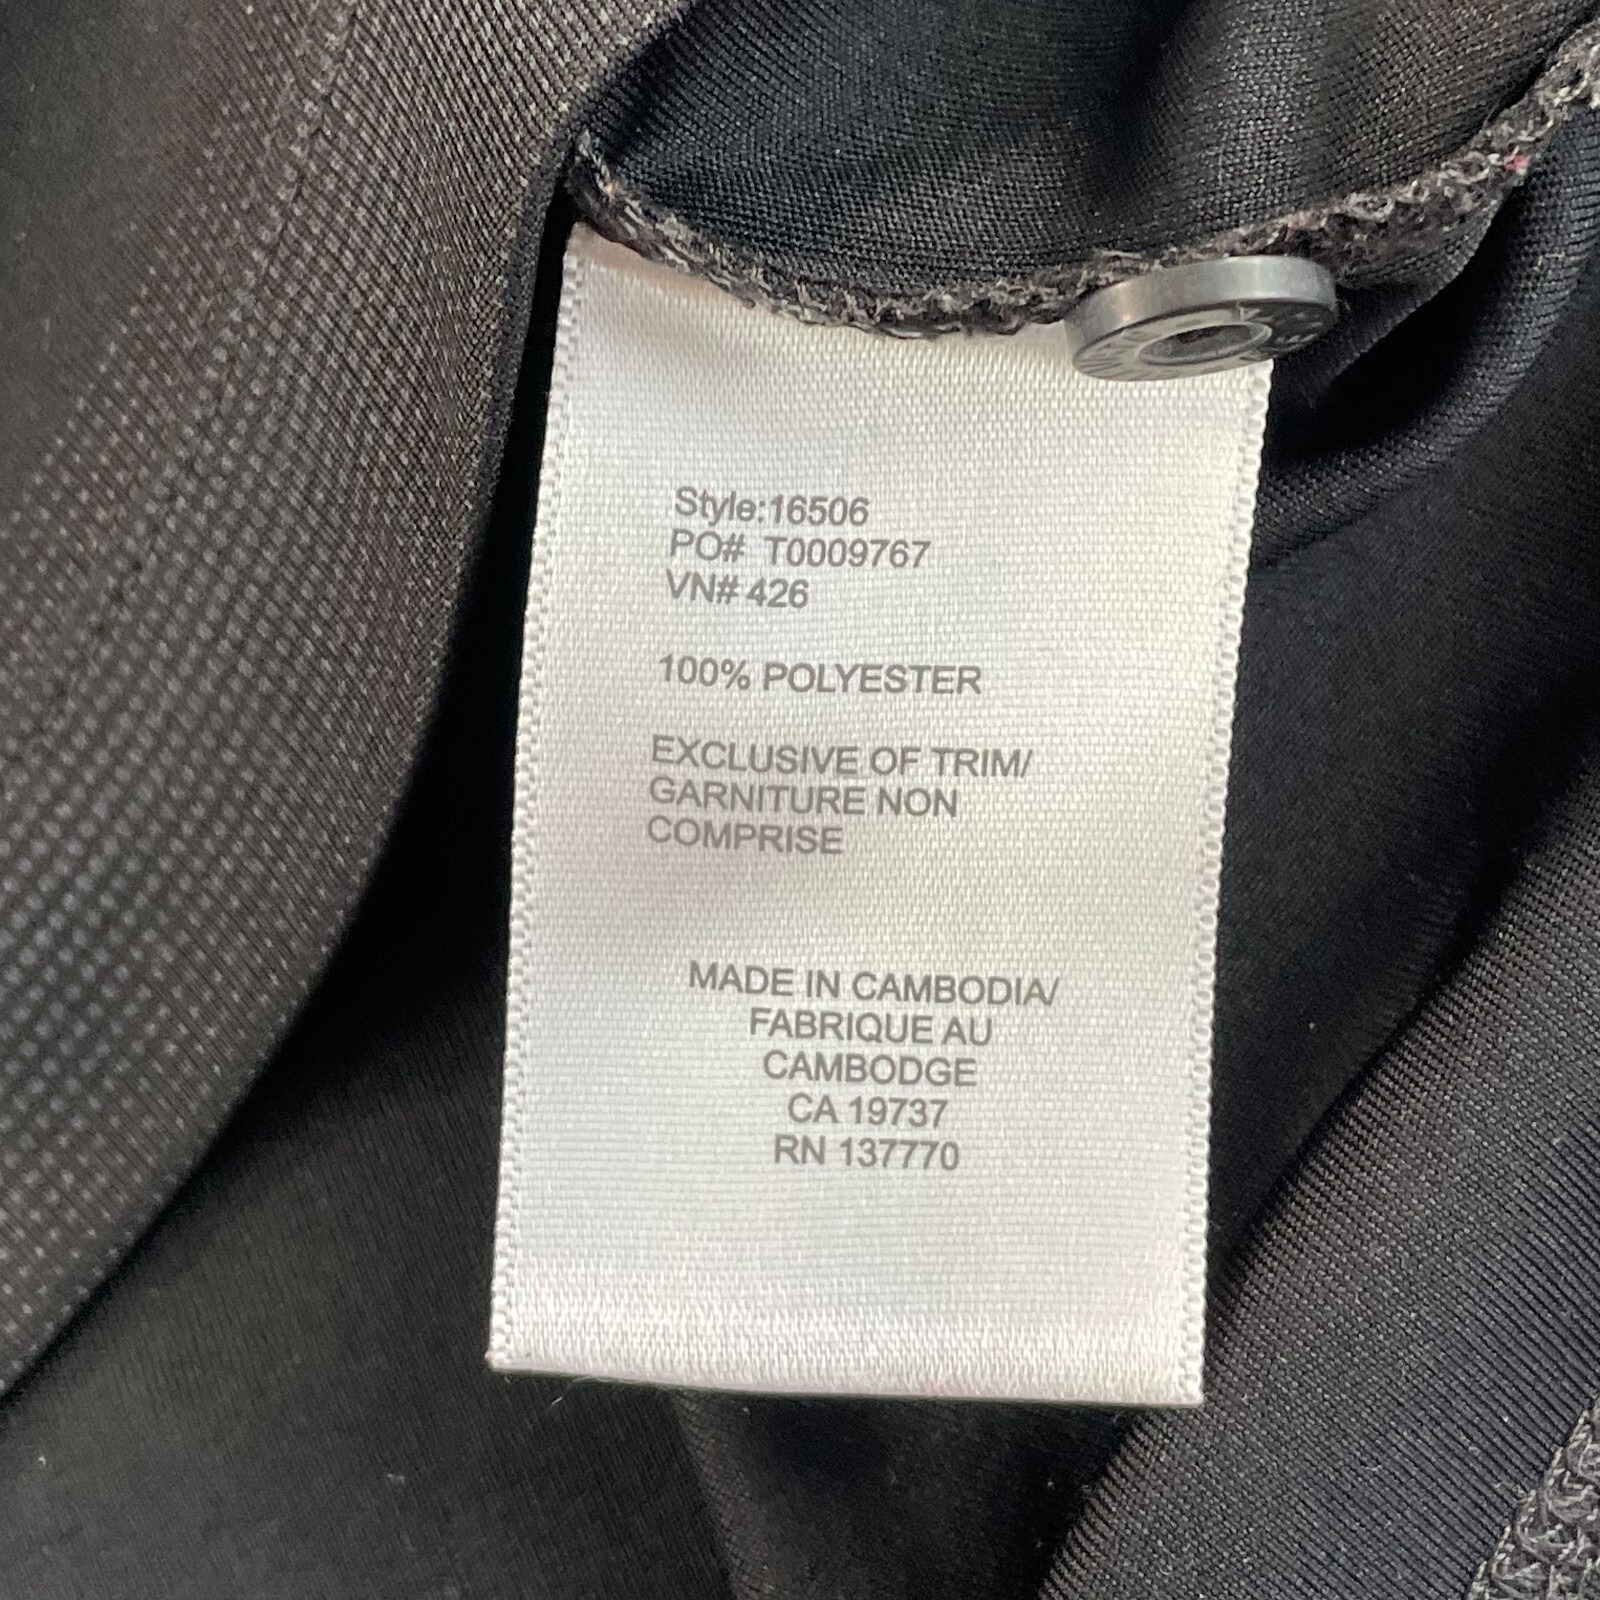 Style:16506
PO# T0009767
VN# 426
100% POLYESTER
EXCLUSIVE OF TRIM/
GARNITURE NON
COMPRISE
MADE IN CAMBODIA/
FABRIQUE AU
CAMBODGE
CA 19737
RN 137770